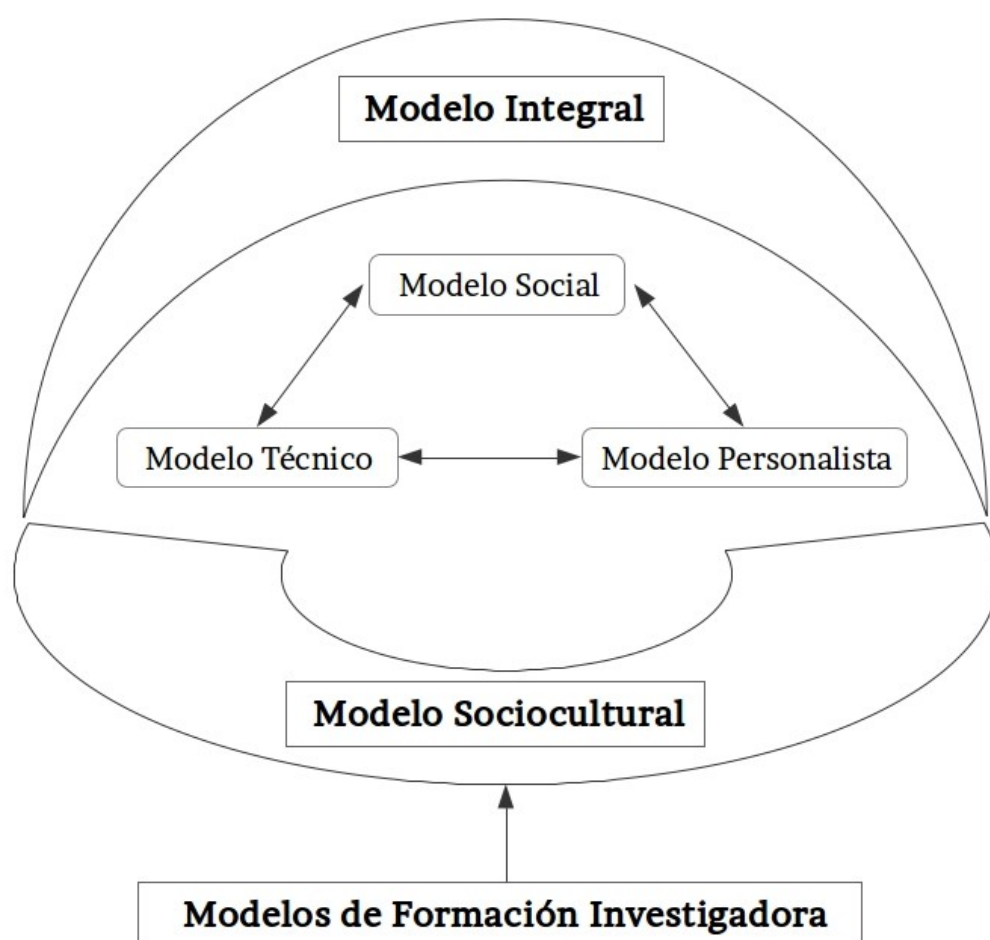 Modelo Integral
Modelo Social
Modelo Técnico
Modelo Personalista
Modelo Sociocultural
Modelos de Formación Investigadora